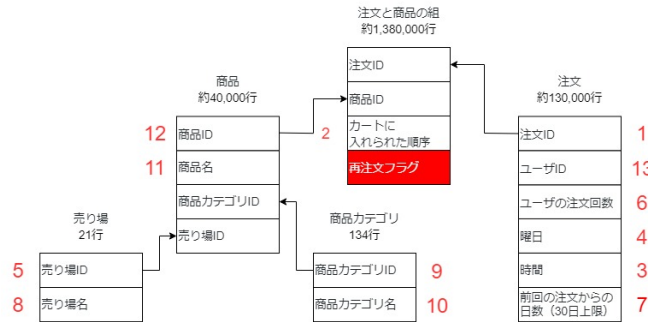 注文と商品の組
約1,380,000行
注文ID
商品ID
2
カートに
入れられた順序
再注文フラグ
商品
約40,000行
12
商品ID
11
商品名
商品カテゴリID
売り場ID
注文
約130,000行
注文ID
1
ユーザID
13
ユーザの注文回数
6
曜日
4
時間
3
前回の注文からの
日数（30日上限）
7
売り場
21行
5
売り場ID
8
売り場名
商品カテゴリ
134行
商品カテゴリID
9
商品カテゴリ名
10